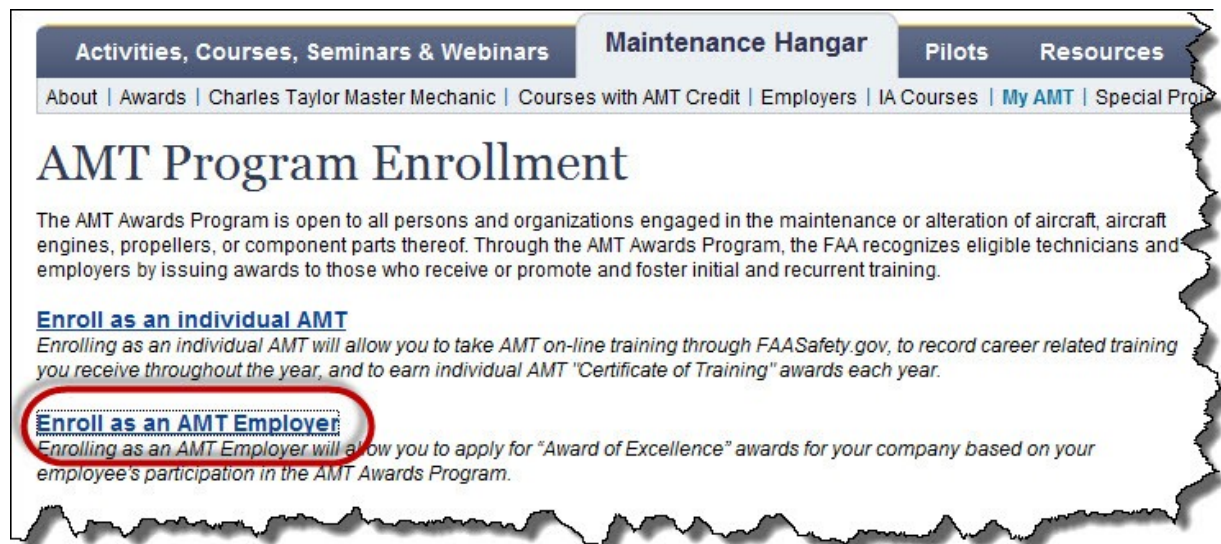 Activities, Courses, Seminars & Webinars Maintenance Hangar Pilots Resources
About | Awards | Charles Taylor Master Mechanic | Courses with AMT Credit | Employers | IA Courses | My AMT | Special
AMT Program Enrollment
The AMT Awards Program is open to all persons and organizations engaged in the maintenance or alteration of aircraft, aircraft
engines, propellers, or component parts thereof. Through the AMT Awards Program, the FAA recognizes eligible technicians and
employers by issuing awards to those who receive or promote and foster initial and recurrent training.
Enroll as an individual AMT
Enrolling as an individual AMT will allow you to take AMT on-line training through FAASafety.gov, to record career related training
you receive throughout the year, and to earn individual AMT "Certificate of Training" awards each year.
Enroll as an AMT Employer
Enrolling as an AMT Employer will allow you to apply for “Award of Excellence” awards for your company based on your
employee's participation in the AMT Awards Program.